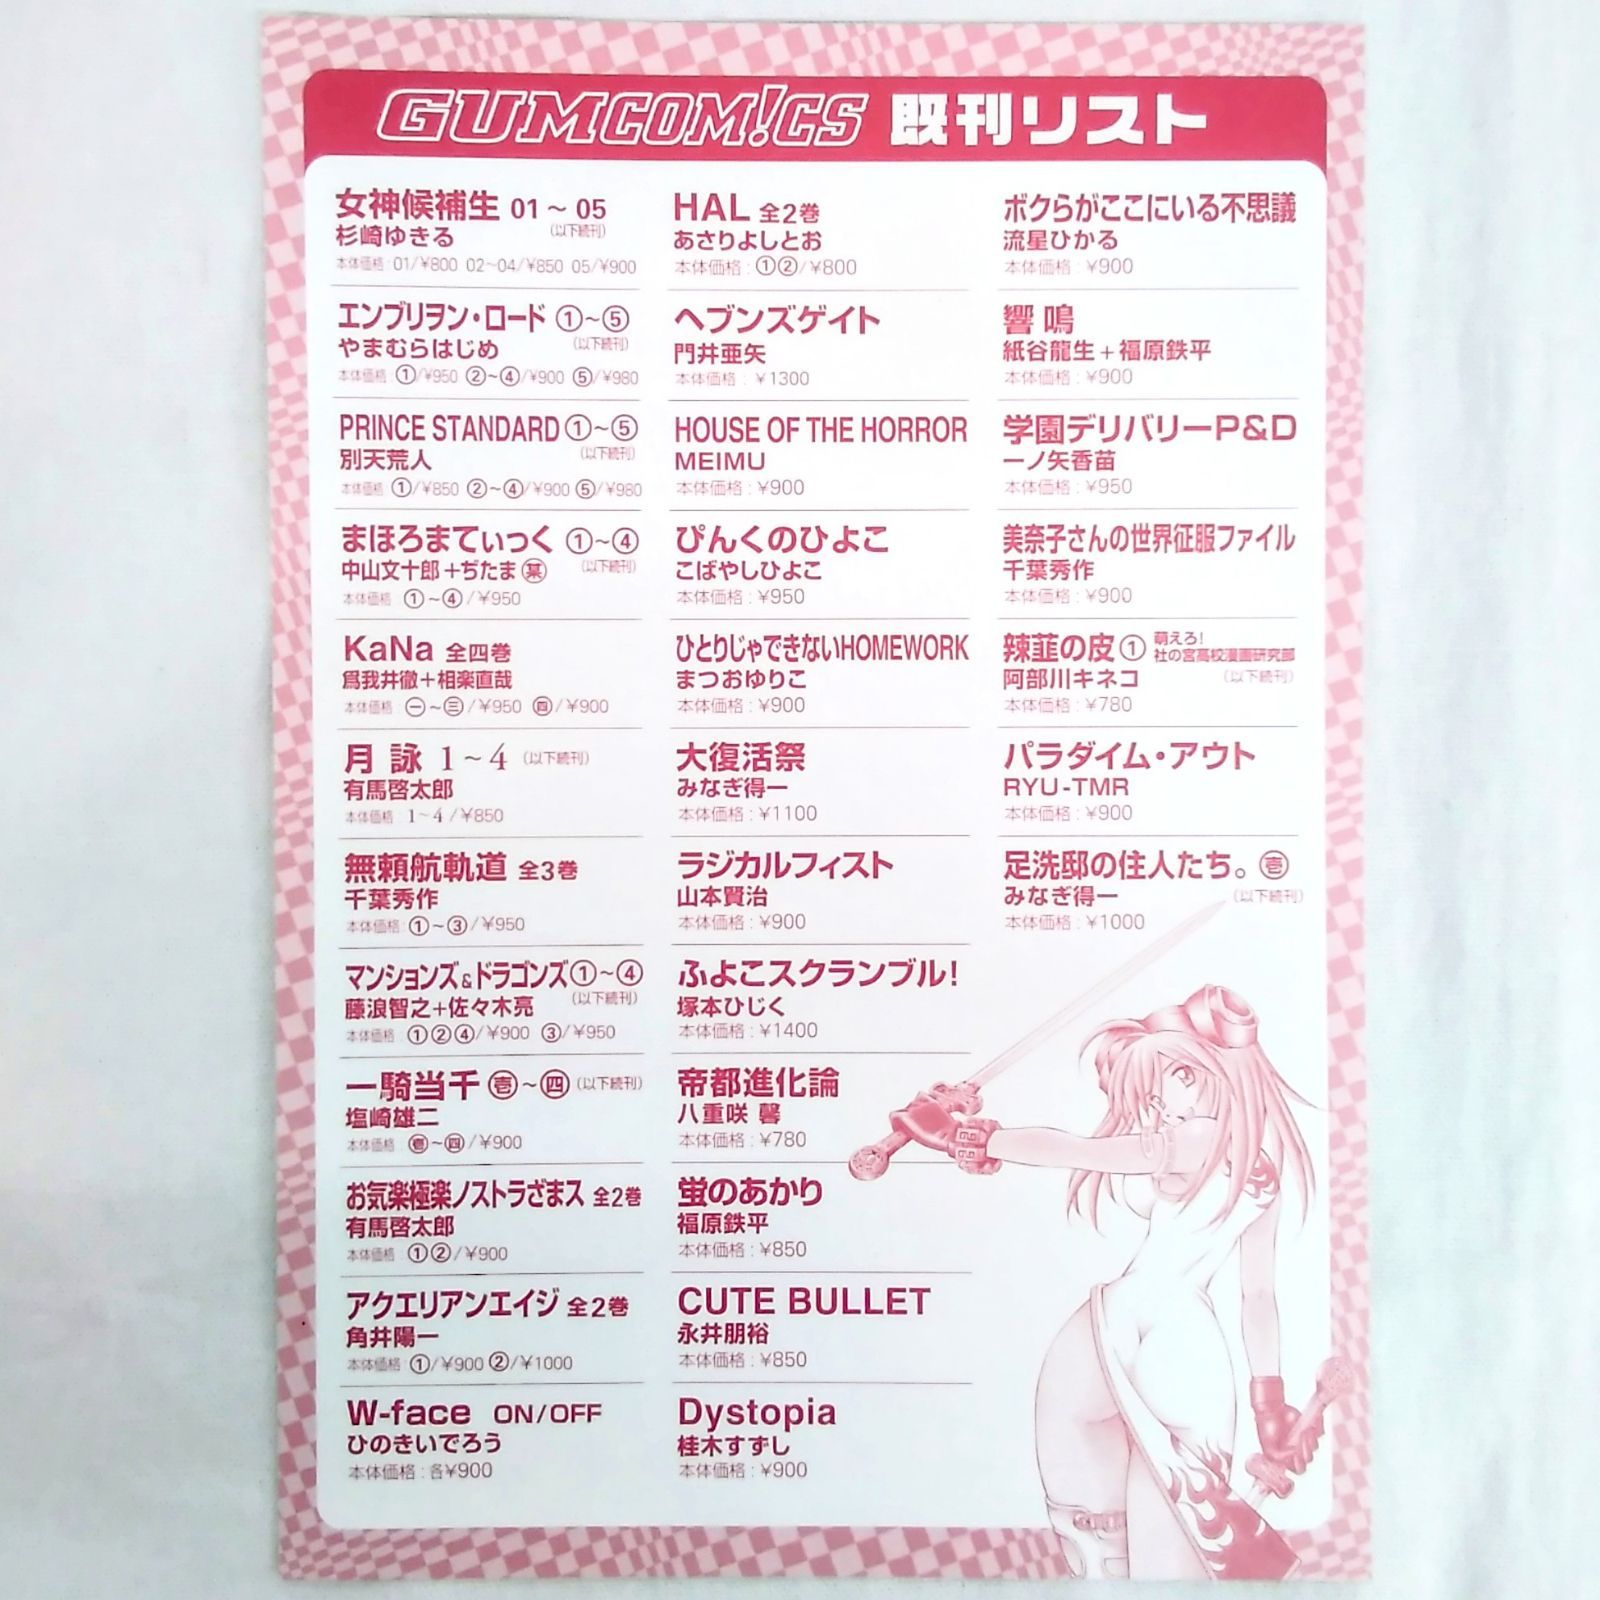 GUMCOM!CS 既刊リスト
女神候補生 01～05
(以下続刊)
杉崎ゆきる
本体価格:01/¥800 02～04/¥850 05/¥900
エンブリヲン・ロード ①～⑤
(以下続刊)
やまむらはじめ
本体価格:①/¥950 ②～④/¥900 ⑤/¥980
PRINCE STANDARD ①～⑤
(以下続刊)
別天荒人
本体価格:①/¥850 ②～④/¥900 ⑤/¥980
まほろまてぃっく ①～④
(以下続刊)
中山文十郎+ぢたま㋲
本体価格:①～④/¥950
KaNa 全四巻
爲我井徹+相楽直哉
本体価格:㊀～㊂/¥950 ㊃/¥900
月詠 1～4 (以下続刊)
有馬啓太郎
本体価格:1～4/¥850
無頼航軌道 全3巻
千葉秀作
本体価格:①～③/¥950
マンションズ&ドラゴンズ①～④
(以下続刊)
藤浪智之+佐々木亮
本体価格:①②④/¥900 ③/¥950
一騎当千 壱～四 (以下続刊)
塩崎雄二
本体価格:壱～四/¥900
お気楽極楽ノストラざまス 全2巻
有馬啓太郎
本体価格:①②/¥900
アクエリアンエイジ 全2巻
角井陽一
本体価格:①/¥900 ②/¥1000
W-face ON/OFF
ひのきいでろう
本体価格:各¥900
HAL 全2巻
あさりよしとお
本体価格:①②/¥800
ヘブンズゲイト
門井亜矢
本体価格:¥1300
HOUSE OF THE HORROR
MEIMU
本体価格:¥900
ぴんくのひよこ
こばやしひよこ
本体価格:¥950
ひとりじゃできないHOMEWORK
まつおゆりこ
本体価格:¥900
大復活祭
みなぎ得一
本体価格:¥1100
ラジカルフィスト
山本賢治
本体価格:¥900
ふよこスクランブル!
塚本ひじく
本体価格:¥1400
帝都進化論
八重咲 馨
本体価格:¥780
蛍のあかり
福原鉄平
本体価格:¥850
CUTE BULLET
永井朋裕
本体価格:¥850
Dystopia
桂木すずし
本体価格:¥900
ボクらがここにいる不思議
流星ひかる
本体価格:¥900
響鳴
紙谷龍生+福原鉄平
本体価格:¥900
学園デリバリーP&D
一ノ矢香苗
本体価格:¥950
美奈子さんの世界征服ファイル
千葉秀作
本体価格:¥900
辣韮の皮① 萌えろ!
社の宮高校漫画研究部
(以下続刊)
阿部川キネコ
本体価格:¥780
パラダイム・アウト
RYU-TMR
本体価格:¥900
足洗邸の住人たち。壱
(以下続刊)
みなぎ得一
本体価格:¥1000